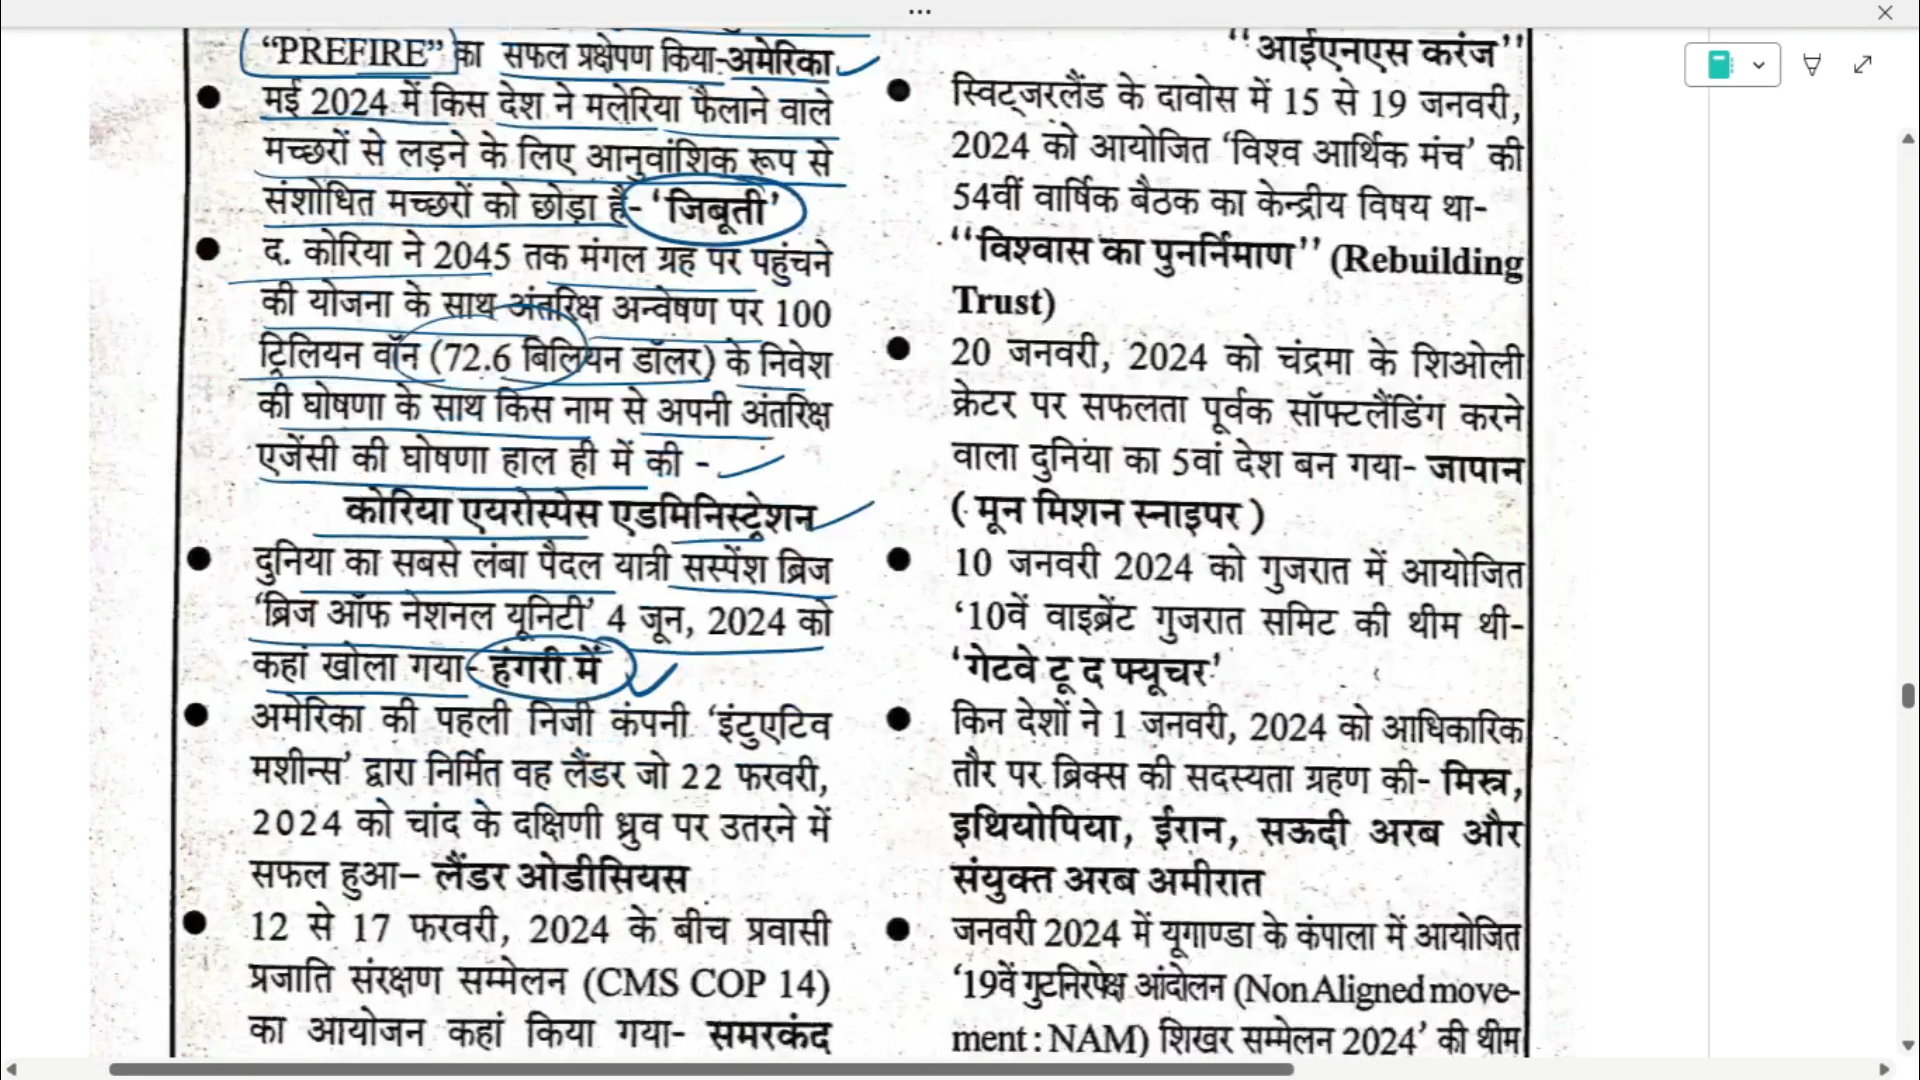 “PREFIRE” का सफल प्रक्षेपण किया-अमेरिका
मई 2024 में किस देश ने मलेरिया फैलाने वाले
मच्छरों से लड़ने के लिए आनुवांशिक रूप से
संशोधित मच्छरों को छोड़ा है- ‘जिबूती’
द. कोरिया ने 2045 तक मंगल ग्रह पर पहुंचने
की योजना के साथ अंतरिक्ष अन्वेषण पर 100
ट्रिलियन वॉन (72.6 बिलियन डॉलर) के निवेश
की घोषणा के साथ किस नाम से अपनी अंतरिक्ष
एजेंसी की घोषणा हाल ही में की -
कोरिया एयरोस्पेस एडमिनिस्ट्रेशन
दुनिया का सबसे लंबा पैदल यात्री सस्पेंश ब्रिज
‘ब्रिज ऑफ नेशनल यूनिटी’ 4 जून, 2024 को
कहां खोला गया- हंगरी में
अमेरिका की पहली निजी कंपनी ‘इंटुएटिव
मशीन्स’ द्वारा निर्मित वह लैंडर जो 22 फरवरी,
2024 को चांद के दक्षिणी ध्रुव पर उतरने में
सफल हुआ– लैंडर ओडीसियस
12 से 17 फरवरी, 2024 के बीच प्रवासी
प्रजाति संरक्षण सम्मेलन (CMS COP 14)
का आयोजन कहां किया गया- समरकंद
‘‘आईएनएस करंज’’
स्विट्जरलैंड के दावोस में 15 से 19 जनवरी,
2024 को आयोजित ‘विश्व आर्थिक मंच’ की
54वीं वार्षिक बैठक का केन्द्रीय विषय था-
‘‘विश्वास का पुनर्निमाण’’ (Rebuilding
Trust)
20 जनवरी, 2024 को चंद्रमा के शिओली
क्रेटर पर सफलता पूर्वक सॉफ्टलैंडिंग करने
वाला दुनिया का 5वां देश बन गया- जापान
( मून मिशन स्नाइपर )
10 जनवरी 2024 को गुजरात में आयोजित
‘10वें वाइब्रेंट गुजरात समिट की थीम थी-
‘गेटवे टू द फ्यूचर’
किन देशों ने 1 जनवरी, 2024 को आधिकारिक
तौर पर ब्रिक्स की सदस्यता ग्रहण की- मिस्त्र,
इथियोपिया, ईरान, सऊदी अरब और
संयुक्त अरब अमीरात
जनवरी 2024 में यूगाण्डा के कंपाला में आयोजित
‘19वें गुटनिरपेक्ष आंदोलन (Non Aligned move-
ment : NAM) शिखर सम्मेलन 2024’ की थीम